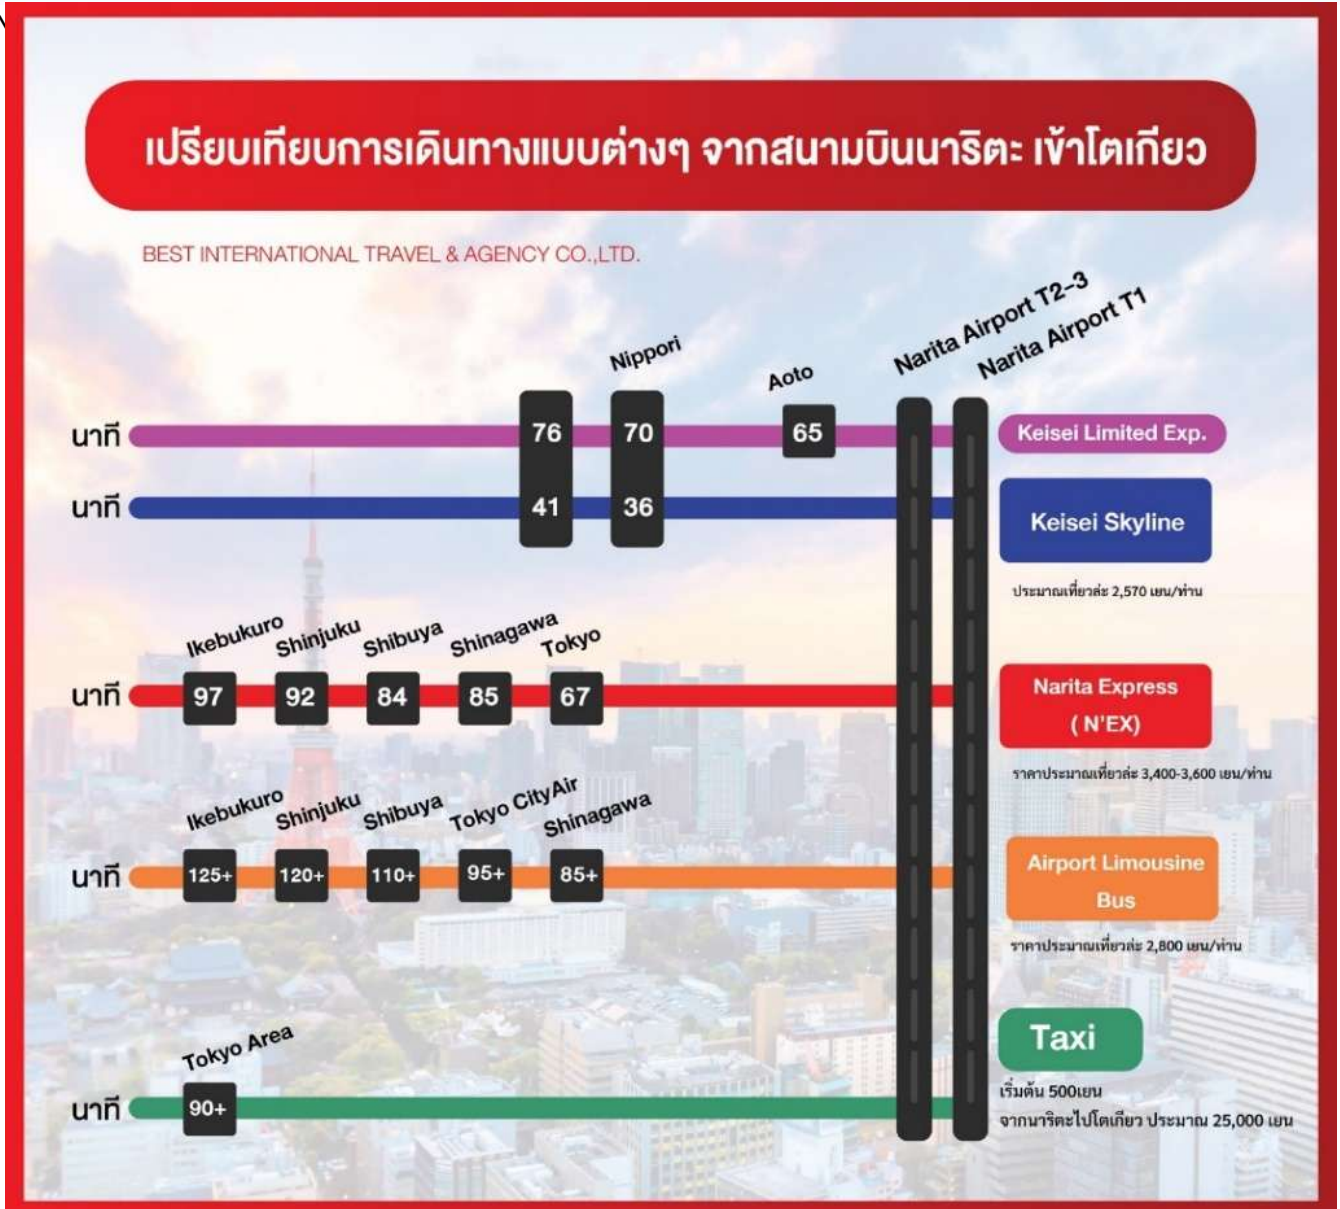 เปรียบเทียบการเดินทางแบบต่างๆ จากสนามบินนาริตะ เข้าโตเกียว
BEST INTERNATIONAL TRAVEL & AGENCY CO.,LTD.
Nippori
Aoto
Narita Airport T2-3
Narita Airport T1
นาที 76 70 65 Keisei Limited Exp.
นาที 41 36 Keisei Skyline
ประมาณเที่ยวล่ะ 2,570 เยน/ท่าน
Ikebukuro Shinjuku Shibuya Shinagawa Tokyo
นาที 97 92 84 85 67
Narita Express
( N'EX)
ราคาประมาณเที่ยวล่ะ 3,400-3,600 เยน/ท่าน
Ikebukuro Shinjuku Shibuya Tokyo CityAir Shinagawa
นาที 125+ 120+ 110+ 95+ 85+
Airport Limousine
Bus
ราคาประมาณเที่ยวล่ะ 2,800 เยน/ท่าน
Tokyo Area
นาที 90+
Taxi
เริ่มต้น 500เยน
จากนาริตะไปโตเกียว ประมาณ 25,000 เยน